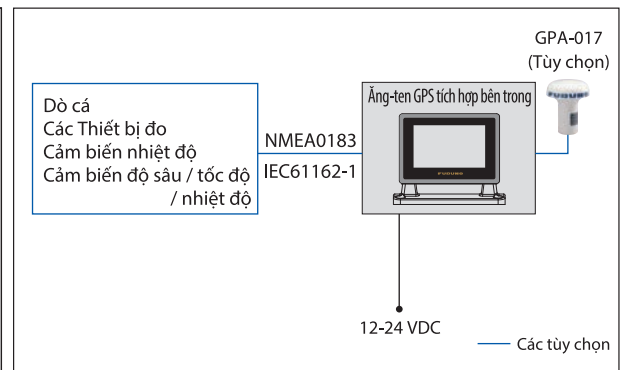 GPA-017
(Tùy chọn)
Ăng-ten GPS tích hợp bên trong
Dò cá
Các Thiết bị đo
Cảm biến nhiệt độ
Cảm biến độ sâu / tốc độ
/ nhiệt độ
NMEA0183
IEC61162-1
FURUNO
12-24 VDC
Các tùy chọn